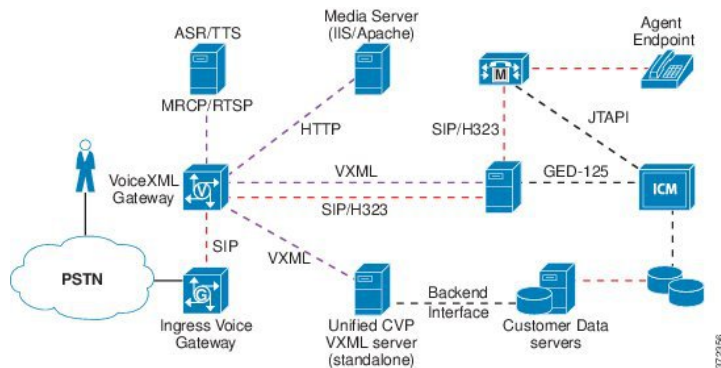 ASR/TTS
Media Server
(IIS/Apache)
Agent
Endpoint
M
MRCP/RTSP
HTTP
SIP/H323
JTAPI
VoiceXML
Gateway
V
VXML
GED-125
ICM
SIP/H323
SIP
VXML
PSTN
G
Backend
Interface
Ingress Voice
Gateway
Unified CVP
VXML server
(standalone)
Customer Data
servers
372356